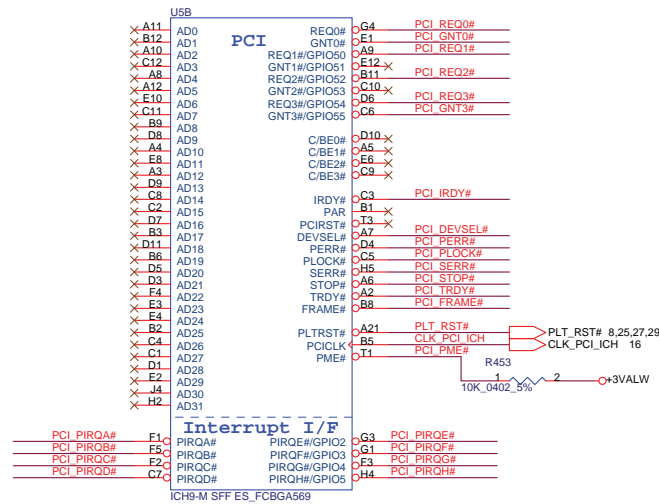 U5B
PCI
A11 AD0 REQ0# G4 PCI_REQ0#
B12 AD1 GNT0# E1 PCI_GNT0#
A10 AD2 REQ1#/GPIO50 A9 PCI_REQ1#
C12 AD3 GNT1#/GPIO51 E12
A8 AD4 REQ2#/GPIO52 B11 PCI_REQ2#
A12 AD5 GNT2#/GPIO53 C10
E10 AD6 REQ3#/GPIO54 D6 PCI_REQ3#
C11 AD7 GNT3#/GPIO55 C6 PCI_GNT3#
B9 AD8
D8 AD9 C/BE0# D10
A4 AD10 C/BE1# A5
E8 AD11 C/BE2# E6
A3 AD12 C/BE3# C9
D9 AD13
C8 AD14 IRDY# C3 PCI_IRDY#
C2 AD15 PAR B1
D7 AD16 PCIRST# T3
B3 AD17 DEVSEL# A7 PCI_DEVSEL#
D11 AD18 PERR# D4 PCI_PERR#
B6 AD19 PLOCK# C5 PCI_PLOCK#
D5 AD20 SERR# H5 PCI_SERR#
D3 AD21 STOP# A6 PCI_STOP#
F4 AD22 TRDY# A2 PCI_TRDY#
E3 AD23 FRAME# B8 PCI_FRAME#
E4 AD24
B2 AD25 PLTRST# A21 PLT_RST# PLT_RST# 8,25,27,29
C4 AD26 PCICLK B5 CLK_PCI_ICH CLK_PCI_ICH 16
C1 AD27 PME# T1 PCI_PME#
D1 AD28 R453
E2 AD29 1 2 +3VALW
J4 AD30 10K_0402_5%
H2 AD31
Interrupt I/F
PCI_PIRQA# F1 PIRQA# PIRQE#/GPIO2 G3 PCI_PIRQE#
PCI_PIRQB# F5 PIRQB# PIRQF#/GPIO3 G1 PCI_PIRQF#
PCI_PIRQC# F2 PIRQC# PIRQG#/GPIO4 F3 PCI_PIRQG#
PCI_PIRQD# C7 PIRQD# PIRQH#/GPIO5 H4 PCI_PIRQH#
ICH9-M SFF ES_FCBGA569